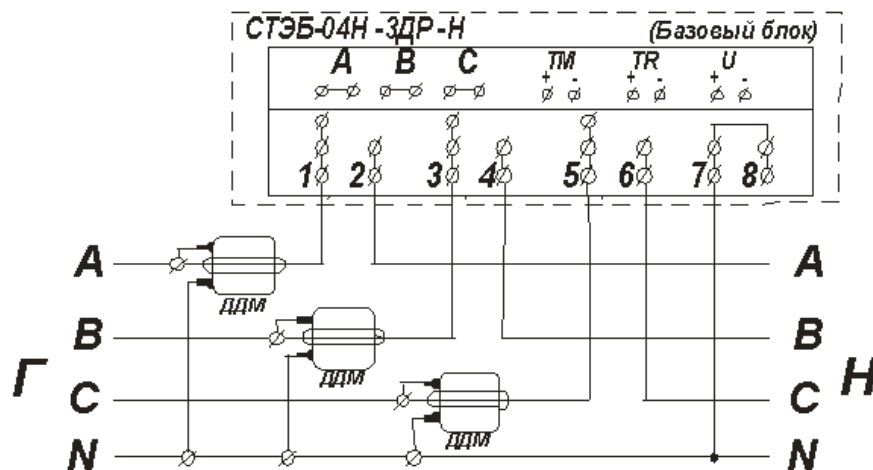 СТЭБ-04Н -3ДР -Н (Базовый блок)
A B C TM TR U
+ - + - + -
1 2 3 4 5 6 7 8
A A
ДДМ
B B
ДДМ
Г Н
C C
ДДМ
N N